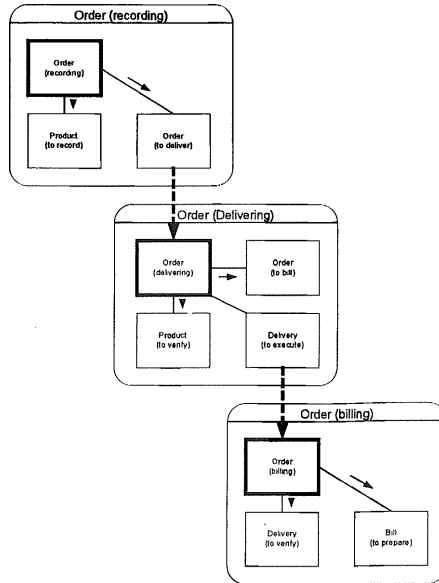 Order (recording)
Order
(recording)
Product
(to record)
Order
(to deliver)
Order (Delivering)
Order
(delivering)
Order
(to bill)
Product
(to verify)
Delivery
(to execute)
Order (billing)
Order
(billing)
Delivery
(to verify)
Bill
(to prepare)